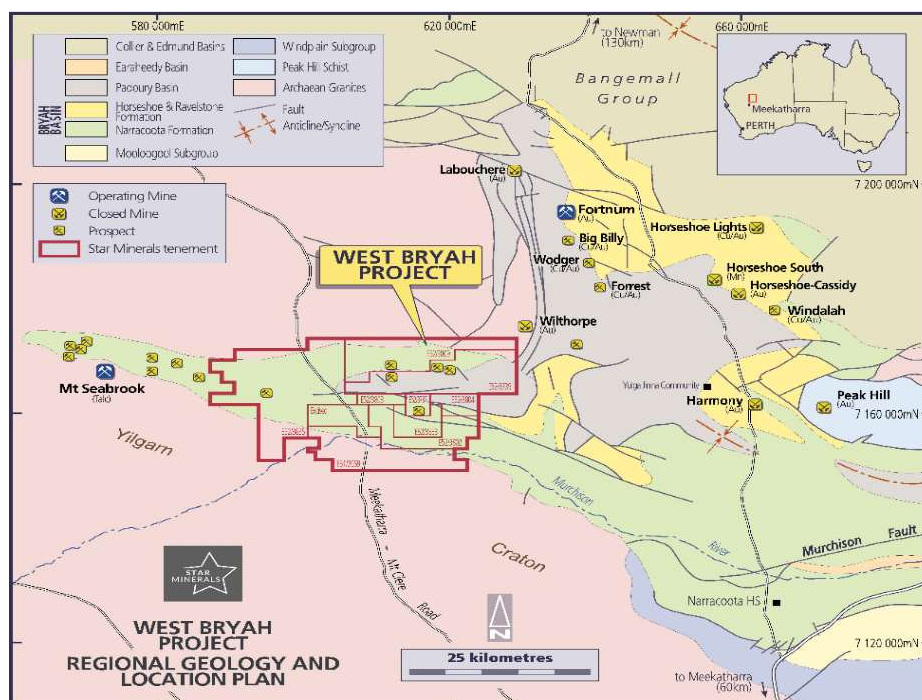 580 000mE
620 000mE
660 000mE
to Newman
(130km)
Collier & Edmund Basins
Earaheedy Basin
Padbury Basin
BRYAH
BASIN
Horseshoe & Ravelstone
Formation
Narracoota Formation
Mooloogool Subgroup
Windplain Subgroup
Peak Hill Schist
Archaean Granites
Fault
Anticline/Syncline
Bangemall
Group
Meekatharra
PERTH
7 200 000mN
Operating Mine
Closed Mine
Prospect
Star Minerals tenement
Labouchere
(Au)
Fortnum
(Au)
Big Billy
(Cu/Au)
Wodger
(Cu/Au)
Forrest
(Cu/Au)
Horseshoe Lights
(Cu/Au)
Horseshoe South
(Mn)
Horseshoe-Cassidy
(Au)
Windalah
(Cu/Au)
WEST BRYAH
PROJECT
Wilthorpe
(Au)
Mt Seabrook
(Talc)
Yulga Jinna Community
Harmony
(Au)
Peak Hill
(Au)
7 160 000mN
Yilgarn
Craton
Murchison
River
Murchison Fault
Meekatharra - Mt Clere Road
Narracoota HS
STAR
MINERALS
WEST BRYAH
PROJECT
REGIONAL GEOLOGY AND
LOCATION PLAN
N
25 kilometres
7 120 000mN
to Meekatharra
(60km)